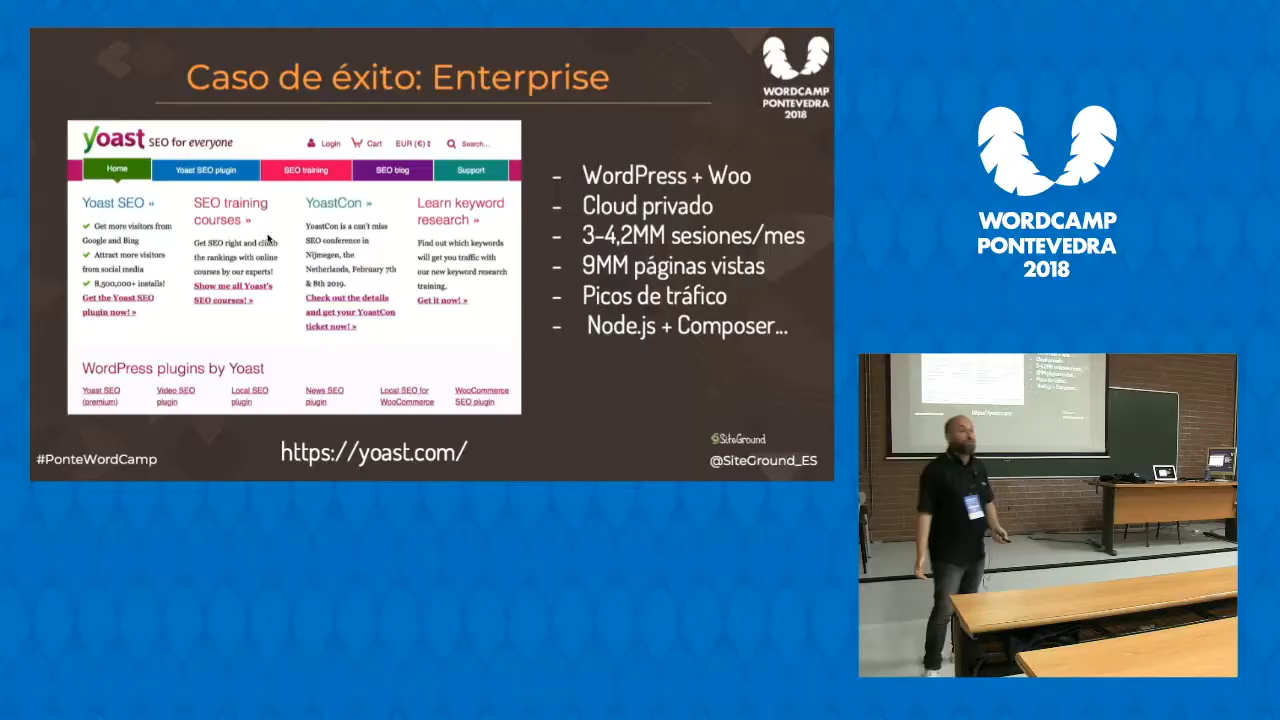 Caso de éxito: Enterprise
WORDCAMP
PONTEVEDRA
2018
yoast SEO for everyone
Login
Cart
EUR (€)
Search...
Home
Yoast SEO plugin
SEO training
SEO blog
Support
Yoast SEO »
Get more visitors from
Google and Bing
Attract more visitors
from social media
8,500,000+ installs!
Get the Yoast SEO
plugin now! »
SEO training
courses »
Get SEO right and climb
the rankings with online
courses by our experts!
Show me all Yoast's
SEO courses! »
YoastCon »
YoastCon is a can't miss
SEO conference in
Nijmegen, the
Netherlands, February 7th
& 8th 2019.
Check out the details
and get your YoastCon
ticket now! »
Learn keyword
research »
Find out which keywords
will get you traffic with
our new keyword research
training.
Get it now! »
WordPress plugins by Yoast
Yoast SEO
(premium)
Video SEO
plugin
Local SEO
plugin
News SEO
plugin
Local SEO for
WooCommerce
WooCommerce
SEO plugin
- WordPress + Woo
- Cloud privado
- 3-4,2MM sesiones/mes
- 9MM páginas vistas
- Picos de tráfico
- Node.js + Composer...
https://yoast.com/
#PonteWordCamp
SiteGround
@SiteGround_ES
WORDCAMP
PONTEVEDRA
2018